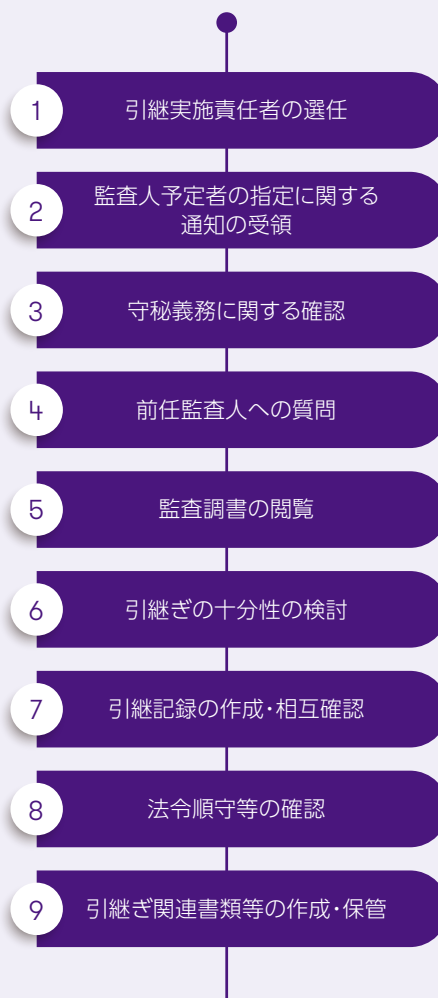 1
引継実施責任者の選任
2
監査人予定者の指定に関する
通知の受領
3
守秘義務に関する確認
4
前任監査人への質問
5
監査調書の閲覧
6
引継ぎの十分性の検討
7
引継記録の作成・相互確認
8
法令順守等の確認
9
引継ぎ関連書類等の作成・保管